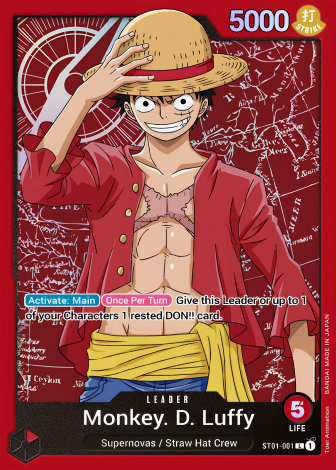 5000
打
STRIKE
Activate: Main Once Per Turn Give this Leader or up to 1
of your Characters 1 rested DON!! card.
LEADER
Monkey. D. Luffy
Supernovas / Straw Hat Crew
5
LIFE
ST01-001 L
BANDAI MADE IN JAPAN
Ceylon